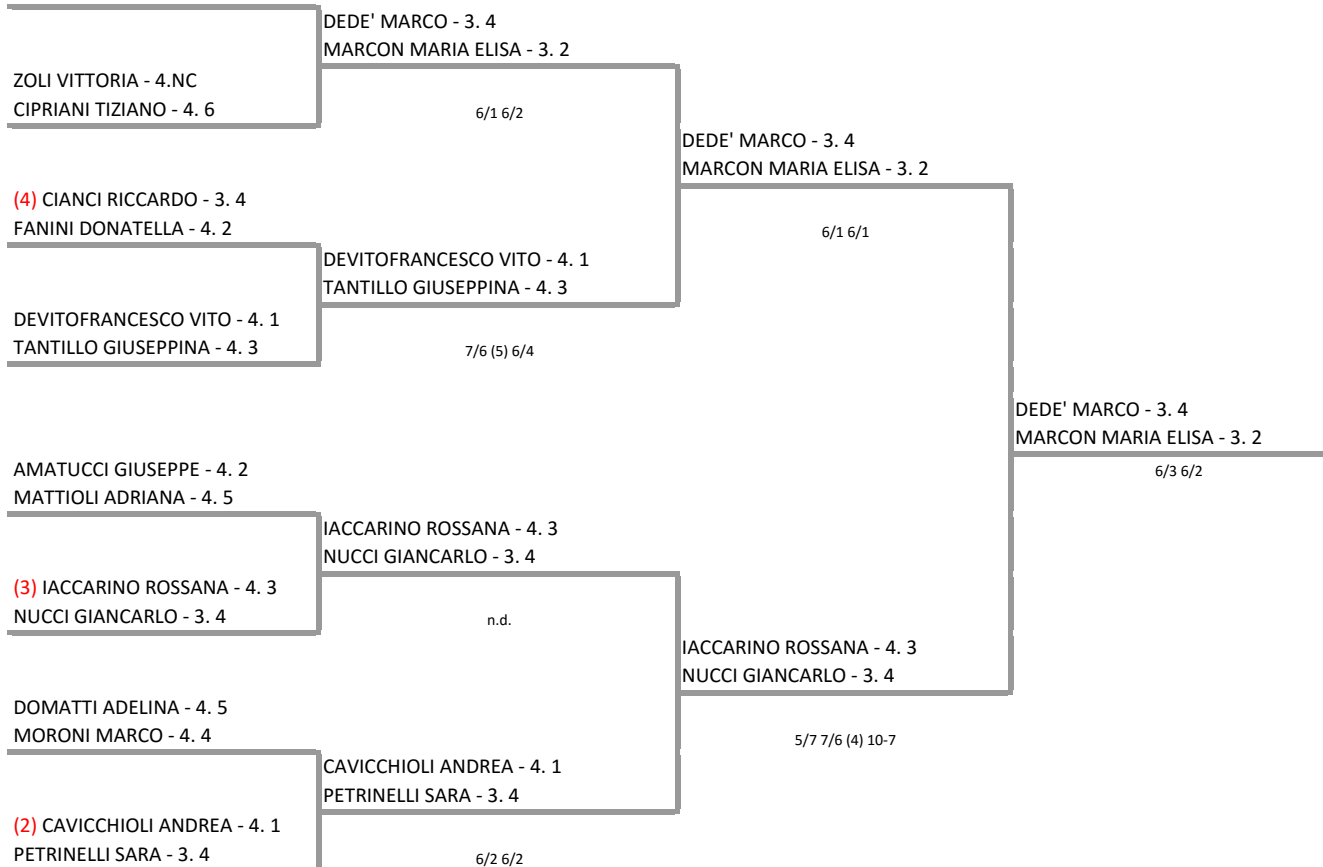 DEDE' MARCO - 3. 4
MARCON MARIA ELISA - 3. 2
ZOLI VITTORIA - 4.NC
CIPRIANI TIZIANO - 4. 6
6/1 6/2
DEDE' MARCO - 3. 4
MARCON MARIA ELISA - 3. 2
(4) CIANCI RICCARDO - 3. 4
FANINI DONATELLA - 4. 2
6/1 6/1
DEVITOFRANCESCO VITO - 4. 1
TANTILLO GIUSEPPINA - 4. 3
DEVITOFRANCESCO VITO - 4. 1
TANTILLO GIUSEPPINA - 4. 3
7/6 (5) 6/4
DEDE' MARCO - 3. 4
MARCON MARIA ELISA - 3. 2
6/3 6/2
AMATUCCI GIUSEPPE - 4. 2
MATTIOLI ADRIANA - 4. 5
IACCARINO ROSSANA - 4. 3
NUCCI GIANCARLO - 3. 4
(3) IACCARINO ROSSANA - 4. 3
NUCCI GIANCARLO - 3. 4
n.d.
IACCARINO ROSSANA - 4. 3
NUCCI GIANCARLO - 3. 4
DOMATTI ADELINA - 4. 5
MORONI MARCO - 4. 4
5/7 7/6 (4) 10-7
CAVICCHIOLI ANDREA - 4. 1
PETRINELLI SARA - 3. 4
(2) CAVICCHIOLI ANDREA - 4. 1
PETRINELLI SARA - 3. 4
6/2 6/2